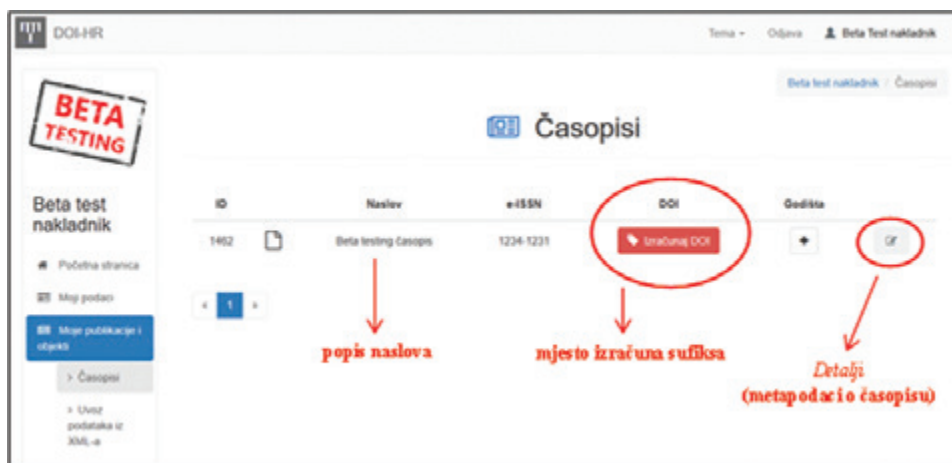 DOI-HR
Tema
Odjava
Beta Test nakladnik
Beta test nakladnik / Časopisi
BETA
TESTING
Časopisi
Beta test
nakladnik
ID
Naslov
e-ISSN
DOI
Godišta
1462
Beta testing časopis
1234-1231
Izračunaj DOI
Početna stranica
Moji podaci
« 1 »
Moje publikacije i
objekti
popis naslova
mjesto izračuna sufiksa
Detalji
(metapodaci o časopisu)
> Časopisi
> Uvoz
podataka iz
XML-a